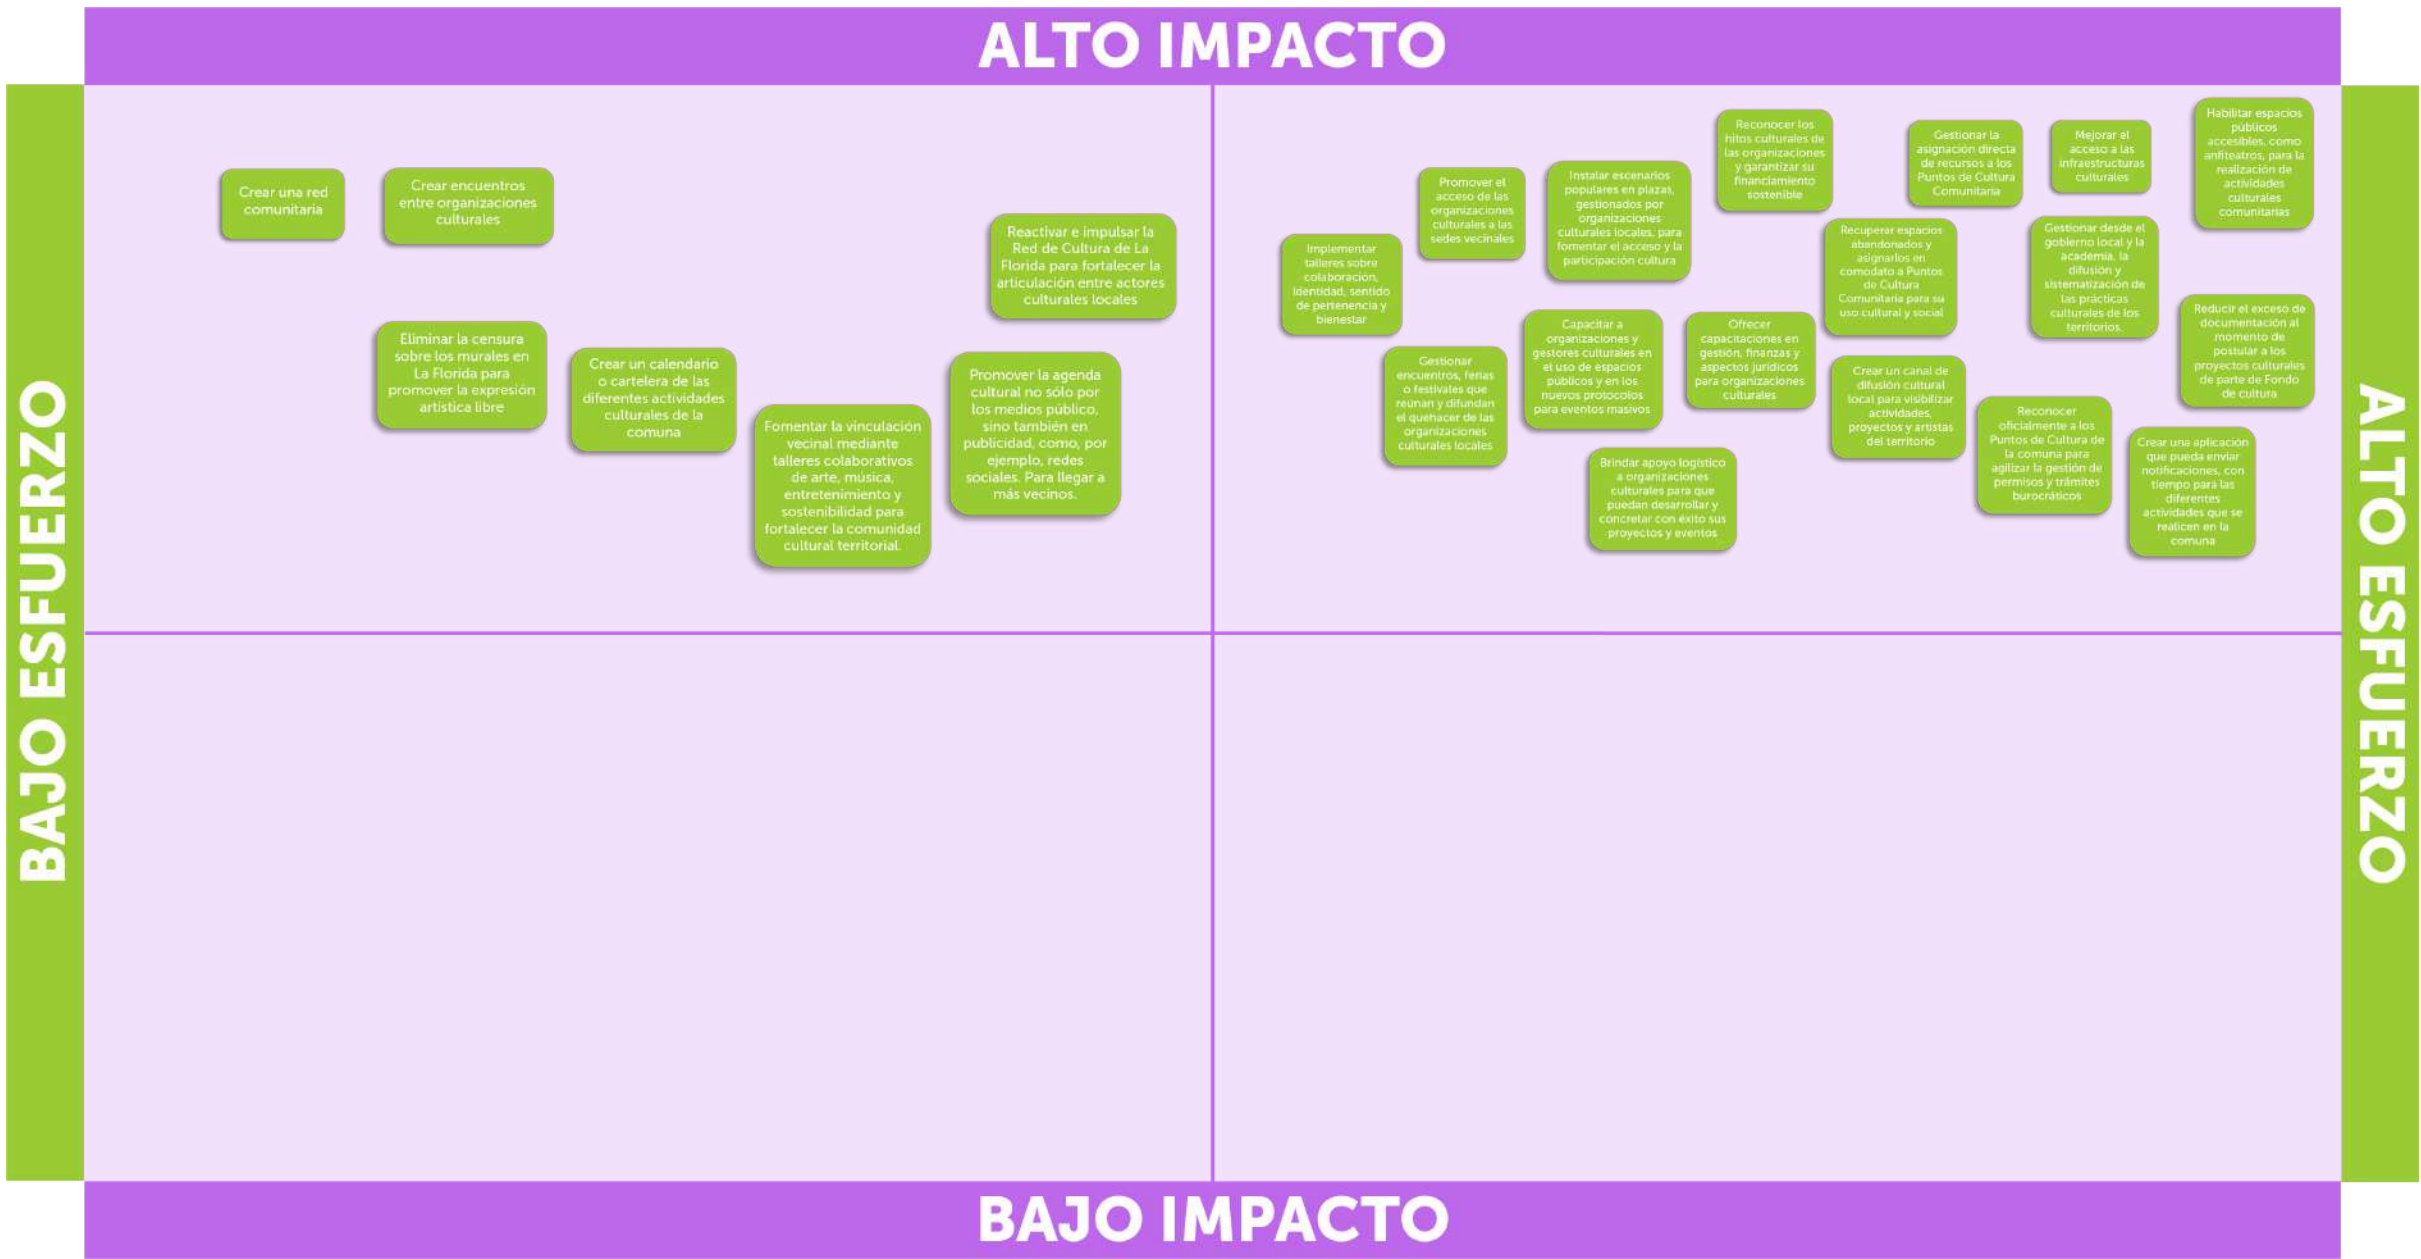 ALTO IMPACTO
BAJO ESFUERZO
Crear una red
comunitaria
Crear encuentros
entre organizaciones
culturales
Reactivar e impulsar la
Red de Cultura de La
Florida para fortalecer la
articulación entre actores
culturales locales
Eliminar la censura
sobre los murales en
La Florida para
promover la expresión
artística libre
Crear un calendario
o cartelera de las
diferentes actividades
culturales de la
comuna
Fomentar la vinculación
vecinal mediante
talleres colaborativos
de arte, música,
entretenimiento y
sostenibilidad para
fortalecer la comunidad
cultural territorial.
Promover la agenda
cultural no sólo por
los medios público,
sino también en
publicidad, como, por
ejemplo, redes
sociales. Para llegar a
más vecinos.
Implementar
talleres sobre
colaboración,
identidad, sentido
de pertenencia y
bienestar
Promover el
acceso de las
organizaciones
culturales a las
sedes vecinales
Instalar escenarios
populares en plazas,
gestionados por
organizaciones
culturales locales, para
fomentar el acceso y la
participación cultura
Reconocer los
hitos culturales de
las organizaciones
y garantizar su
financiamiento
sostenible
Gestionar la
asignación directa
de recursos a los
Puntos de Cultura
Comunitaria
Mejorar el
acceso a las
infraestructuras
culturales
Habilitar espacios
públicos
accesibles, como
anfiteatros, para la
realización de
actividades
culturales
comunitarias
Recuperar espacios
abandonados y
asignarlos en
comodato a Puntos
de Cultura
Comunitaria para su
uso cultural y social
Gestionar desde el
gobierno local y la
academia, la
difusión y
sistematización de
las prácticas
culturales de los
territorios.
Reducir el exceso de
documentación al
momento de
postular a los
proyectos culturales
de parte de Fondo
de cultura
Gestionar
encuentros, ferias
o festivales que
reúnan y difundan
el quehacer de las
organizaciones
culturales locales
Capacitar a
organizaciones y
gestores culturales en
el uso de espacios
públicos y en los
nuevos protocolos
para eventos masivos
Ofrecer
capacitaciones en
gestión, finanzas y
aspectos jurídicos
para organizaciones
culturales
Crear un canal de
difusión cultural
local para visibilizar
actividades,
proyectos y artistas
del territorio
Reconocer
oficialmente a los
Puntos de Cultura de
la comuna para
agilizar la gestión de
permisos y trámites
burocráticos
Crear una aplicación
que pueda enviar
notificaciones, con
tiempo para las
diferentes
actividades que se
realicen en la
comuna
Brindar apoyo logístico
a organizaciones
culturales para que
puedan desarrollar y
concretar con éxito sus
proyectos y eventos
ALTO ESFUERZO
BAJO IMPACTO